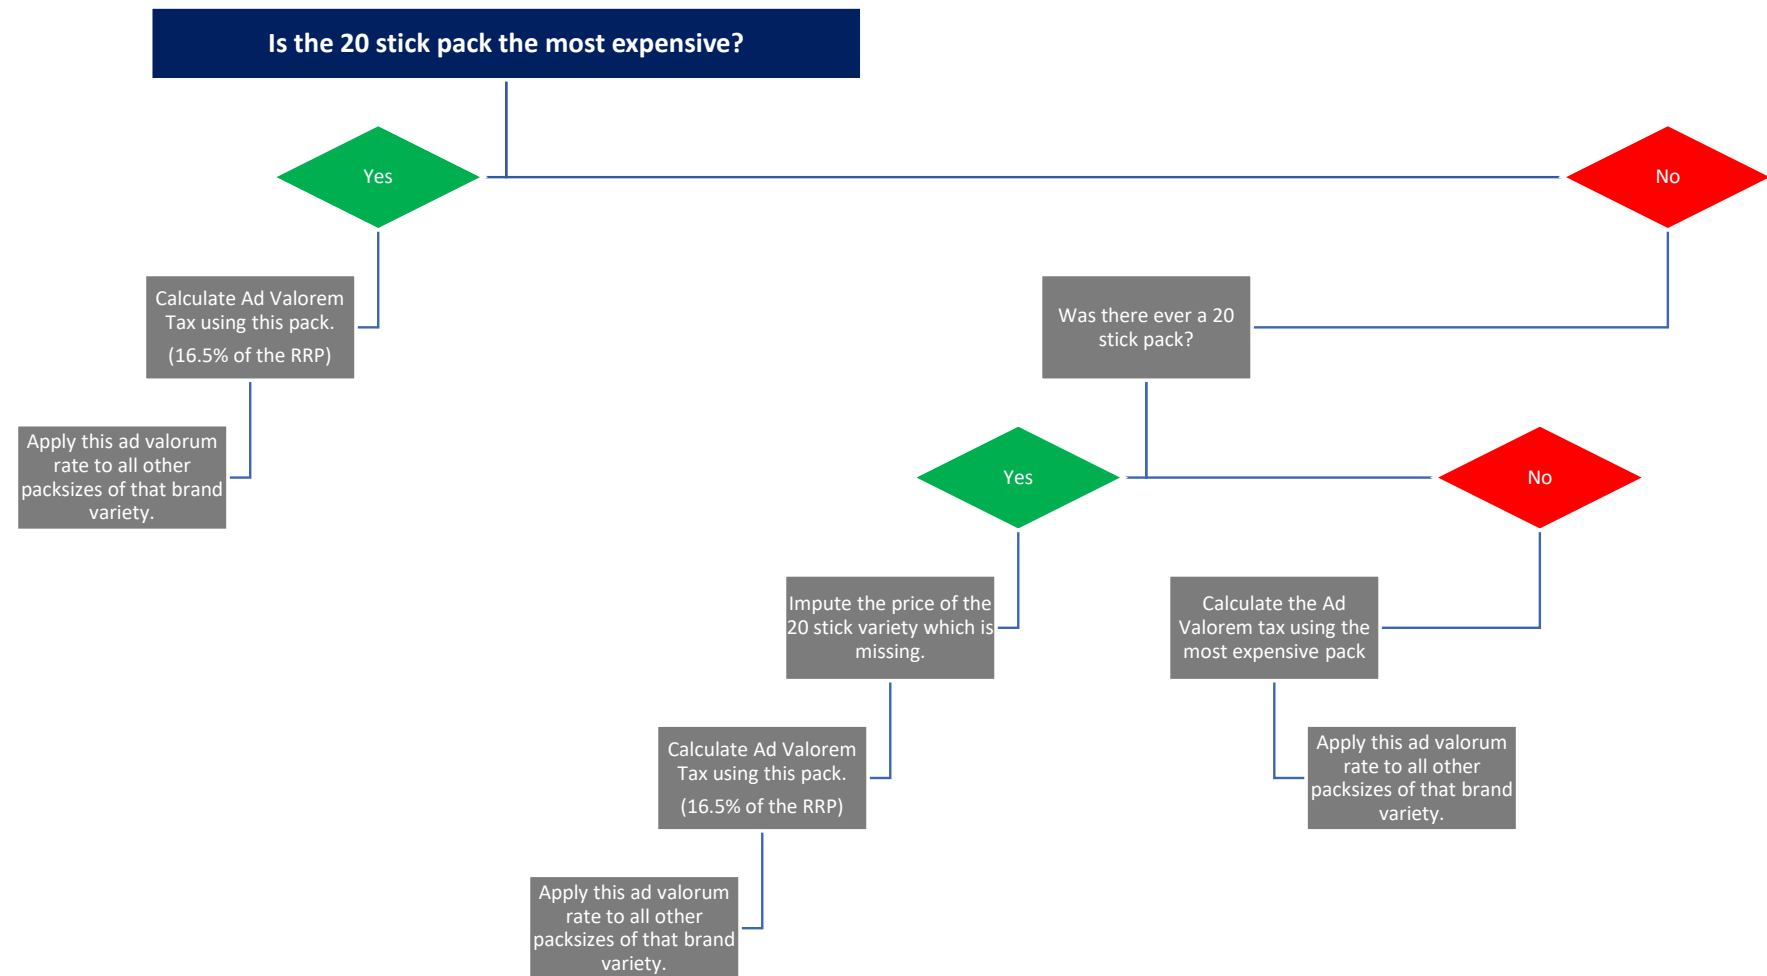 Is the 20 stick pack the most expensive?
Yes
No
Calculate Ad Valorem
Tax using this pack.
(16.5% of the RRP)
Was there ever a 20
stick pack?
Apply this ad valorum
rate to all other
packsizes of that brand
variety.
Yes
No
Impute the price of the
20 stick variety which is
missing.
Calculate the Ad
Valorem tax using the
most expensive pack
Calculate Ad Valorem
Tax using this pack.
(16.5% of the RRP)
Apply this ad valorum
rate to all other
packsizes of that brand
variety.
Apply this ad valorum
rate to all other
packsizes of that brand
variety.